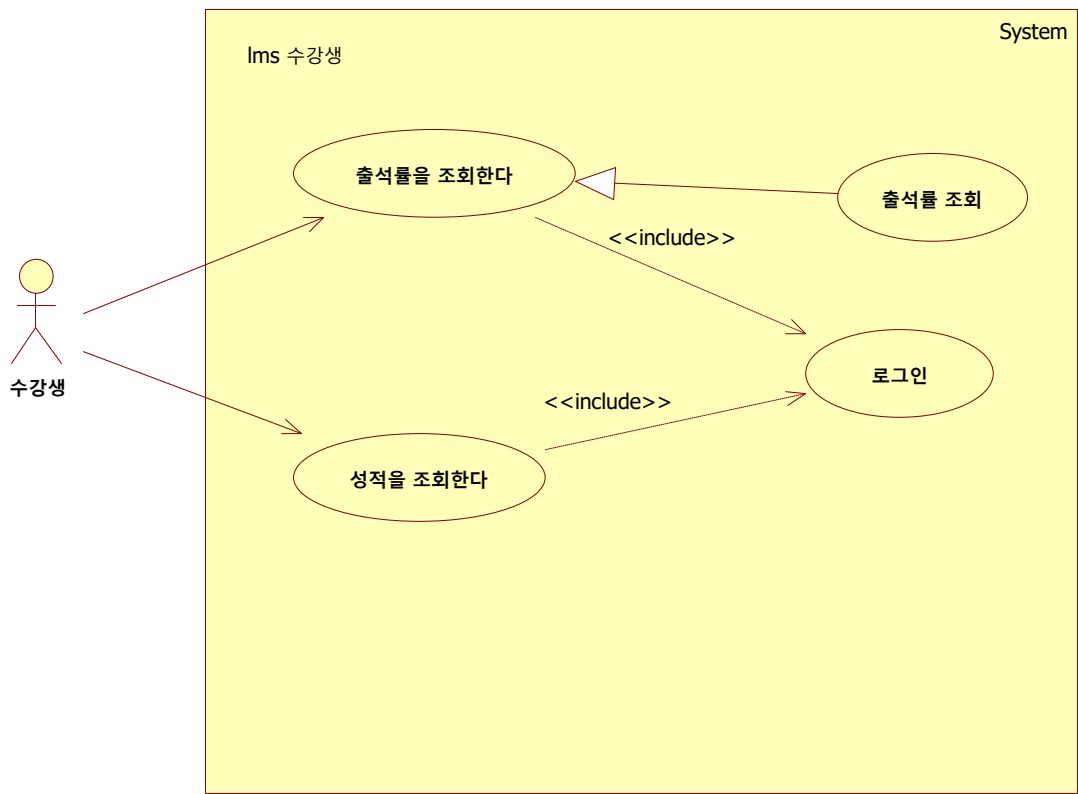 System
lms 수강생
출석률을 조회한다
출석률 조회
<<include>>
로그인
수강생
<<include>>
성적을 조회한다